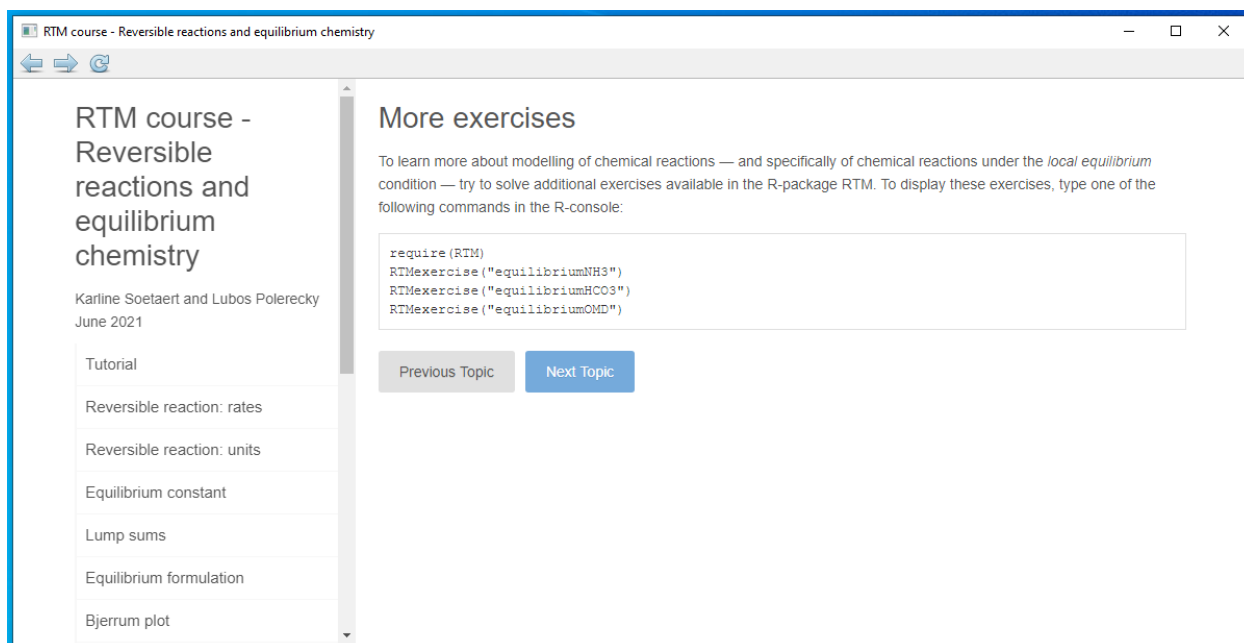 RTM course - Reversible reactions and equilibrium chemistry
RTM course -
Reversible
reactions and
equilibrium
chemistry
Karline Soetaert and Lubos Polerecky
June 2021
Tutorial
Reversible reaction: rates
Reversible reaction: units
Equilibrium constant
Lump sums
Equilibrium formulation
Bjerrum plot
More exercises
To learn more about modelling of chemical reactions — and specifically of chemical reactions under the local equilibrium
condition — try to solve additional exercises available in the R-package RTM. To display these exercises, type one of the
following commands in the R-console:
require(RTM)
RTMexercise("equilibriumNH3")
RTMexercise("equilibriumHCO3")
RTMexercise("equilibriumOMD")
Previous Topic
Next Topic